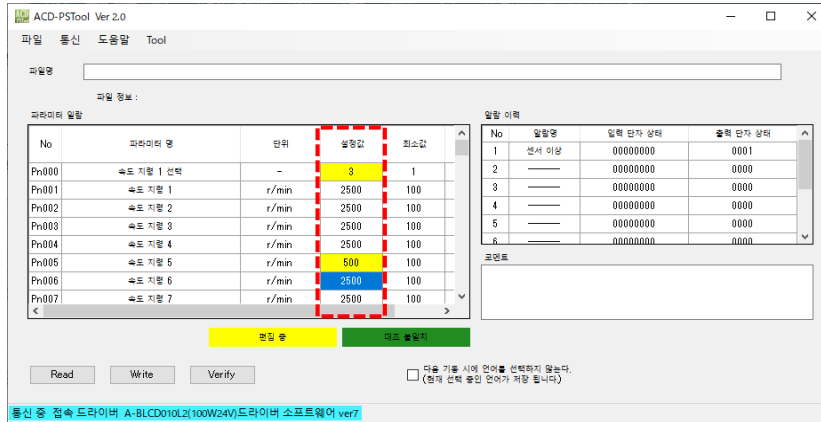 ACD-PSTool Ver 2.0
파일 통신 도움말 Tool
파일명
파일 정보 :
파라미터 일람
No 파라미터 명 단위 설정값 최소값
Pn000 속도 지령 1 선택 - 3 1
Pn001 속도 지령 1 r/min 2500 100
Pn002 속도 지령 2 r/min 2500 100
Pn003 속도 지령 3 r/min 2500 100
Pn004 속도 지령 4 r/min 2500 100
Pn005 속도 지령 5 r/min 500 100
Pn006 속도 지령 6 r/min 2500 100
Pn007 속도 지령 7 r/min 2500 100
알람 이력
No 알람명 입력 단자 상태 출력 단자 상태
1 센서 이상 00000000 0001
2 ——— 00000000 0000
3 ——— 00000000 0000
4 ——— 00000000 0000
5 ——— 00000000 0000
6 ——— 00000000 0000
코멘트
편집 중 대조 불일치
Read Write Verify
다음 기동 시에 언어를 선택하지 않는다.
(현재 선택 중인 언어가 저장 됩니다)
통신 중 접속 드라이버 A-BLCD010L2(100W24V)드라이버 소프트웨어 ver7